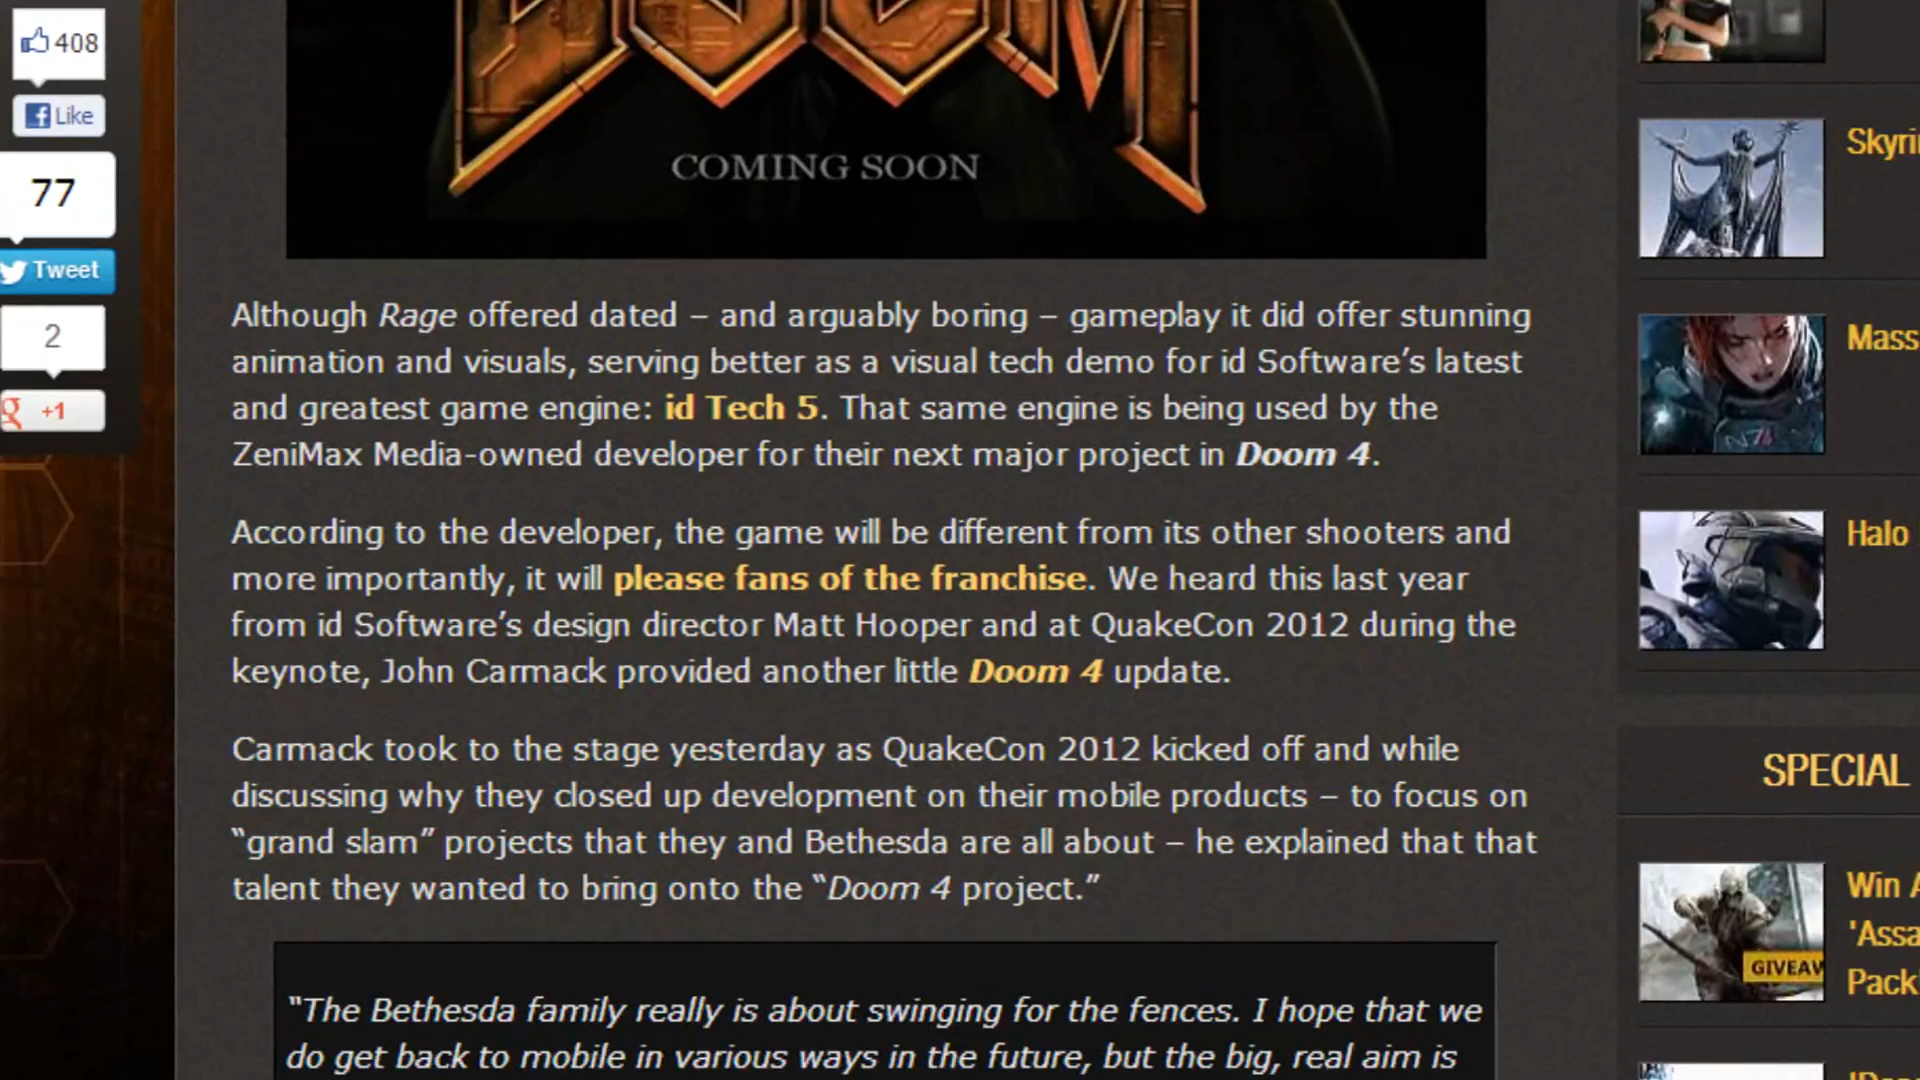 408
Like
77
Tweet
2
+1
DOOM
COMING SOON
Although Rage offered dated – and arguably boring – gameplay it did offer stunning
animation and visuals, serving better as a visual tech demo for id Software’s latest
and greatest game engine: id Tech 5. That same engine is being used by the
ZeniMax Media-owned developer for their next major project in Doom 4.
According to the developer, the game will be different from its other shooters and
more importantly, it will please fans of the franchise. We heard this last year
from id Software’s design director Matt Hooper and at QuakeCon 2012 during the
keynote, John Carmack provided another little Doom 4 update.
Carmack took to the stage yesterday as QuakeCon 2012 kicked off and while
discussing why they closed up development on their mobile products – to focus on
“grand slam” projects that they and Bethesda are all about – he explained that that
talent they wanted to bring onto the “Doom 4 project.”
“The Bethesda family really is about swinging for the fences. I hope that we
do get back to mobile in various ways in the future, but the big, real aim is
Skyri
Mass
N7
Halo
SPECIAL
GIVEAW
Win A
'Assa
Pack